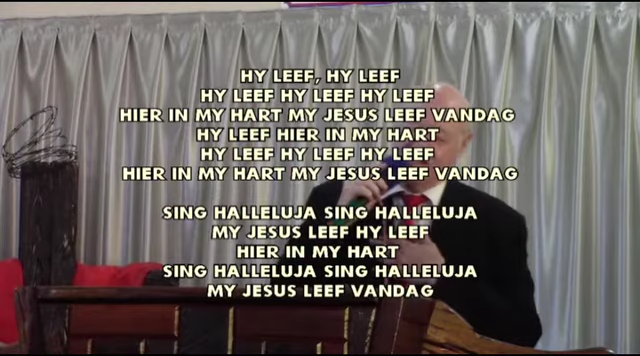 HY LEEF, HY LEEF
HY LEEF HY LEEF HY LEEF
HIER IN MY HART MY JESUS LEEF VANDAG
HY LEEF HIER IN MY HART
HY LEEF HY LEEF HY LEEF
HIER IN MY HART MY JESUS LEEF VANDAG
SING HALLELUJA SING HALLELUJA
MY JESUS LEEF HY LEEF
HIER IN MY HART
SING HALLELUJA SING HALLELUJA
MY JESUS LEEF VANDAG